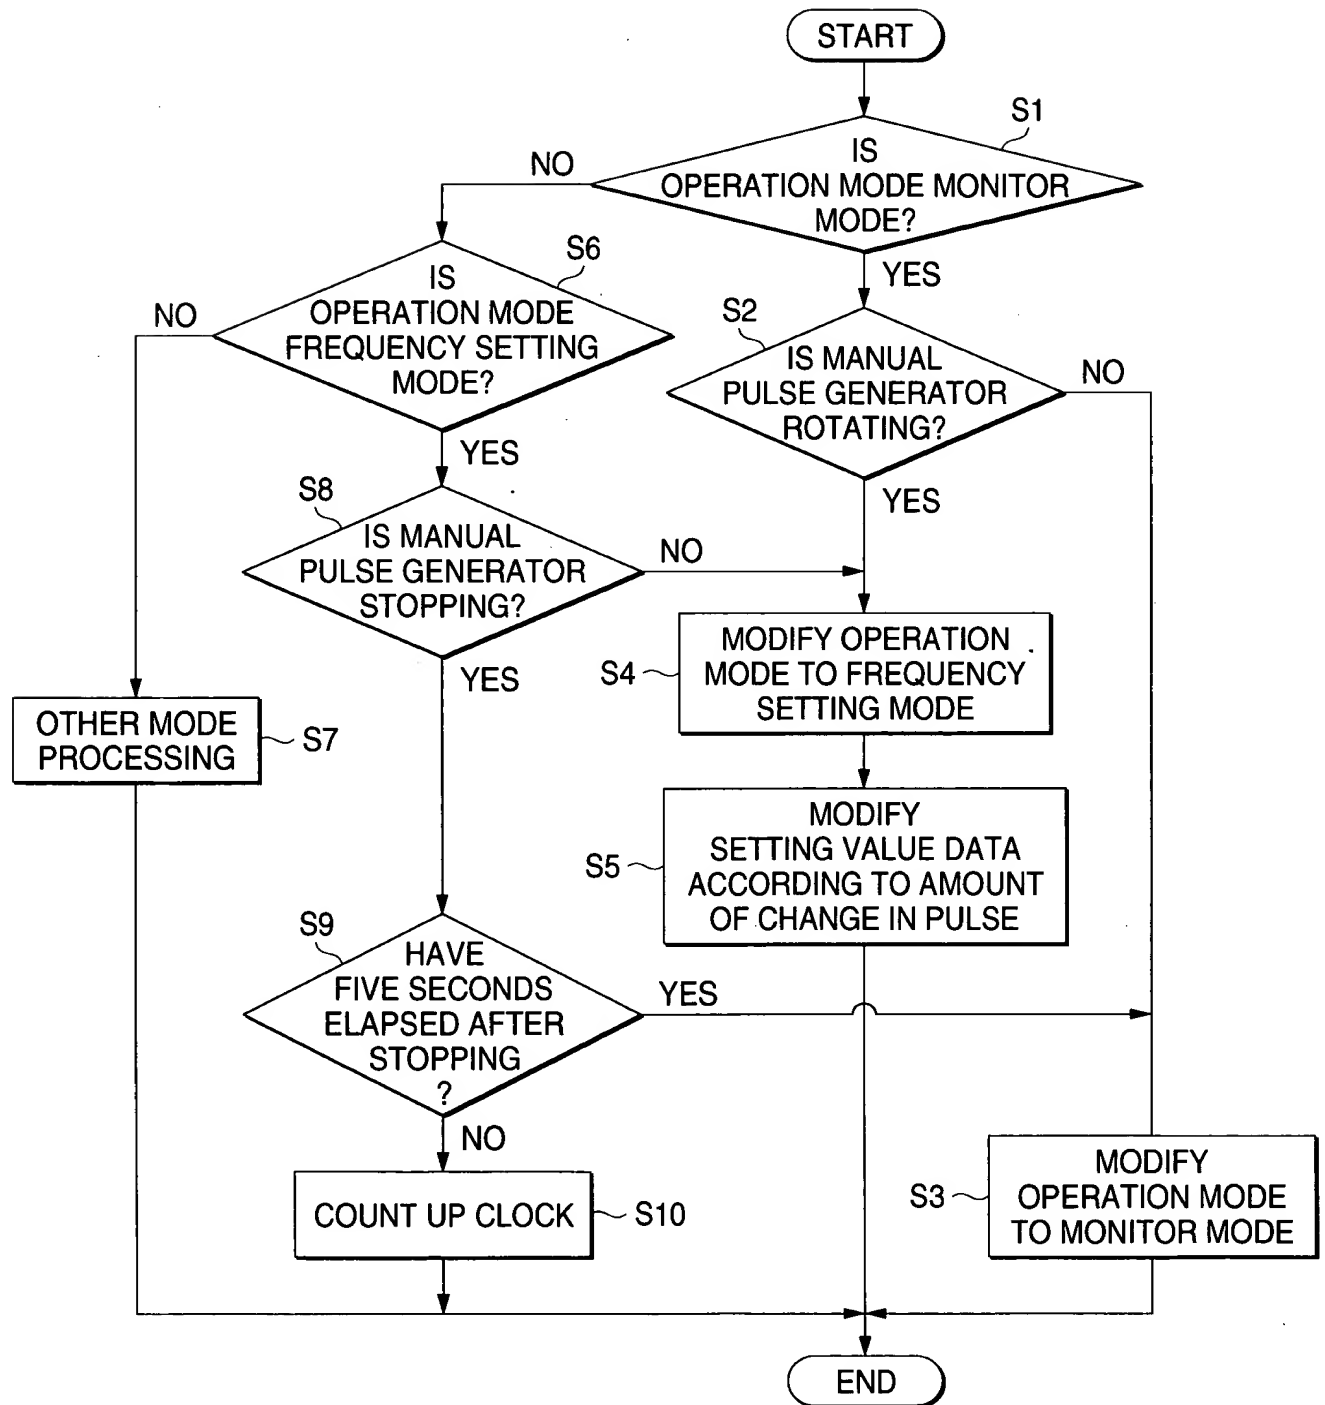 START
S1
IS
OPERATION MODE MONITOR
MODE?
NO
YES
S6
IS
OPERATION MODE
FREQUENCY SETTING
MODE?
NO
YES
S2
IS MANUAL
PULSE GENERATOR
ROTATING?
NO
YES
S8
IS MANUAL
PULSE GENERATOR
STOPPING?
NO
YES
S4
MODIFY OPERATION
MODE TO FREQUENCY
SETTING MODE
OTHER MODE
PROCESSING
S7
S5
MODIFY
SETTING VALUE DATA
ACCORDING TO AMOUNT
OF CHANGE IN PULSE
S9
HAVE
FIVE SECONDS
ELAPSED AFTER
STOPPING
?
YES
NO
COUNT UP CLOCK
S10
S3
MODIFY
OPERATION MODE
TO MONITOR MODE
END